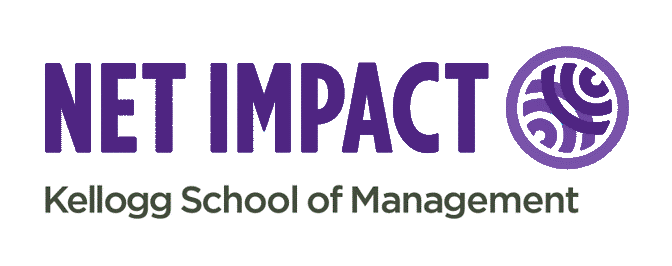 NET IMPACT
Kellogg School of Management